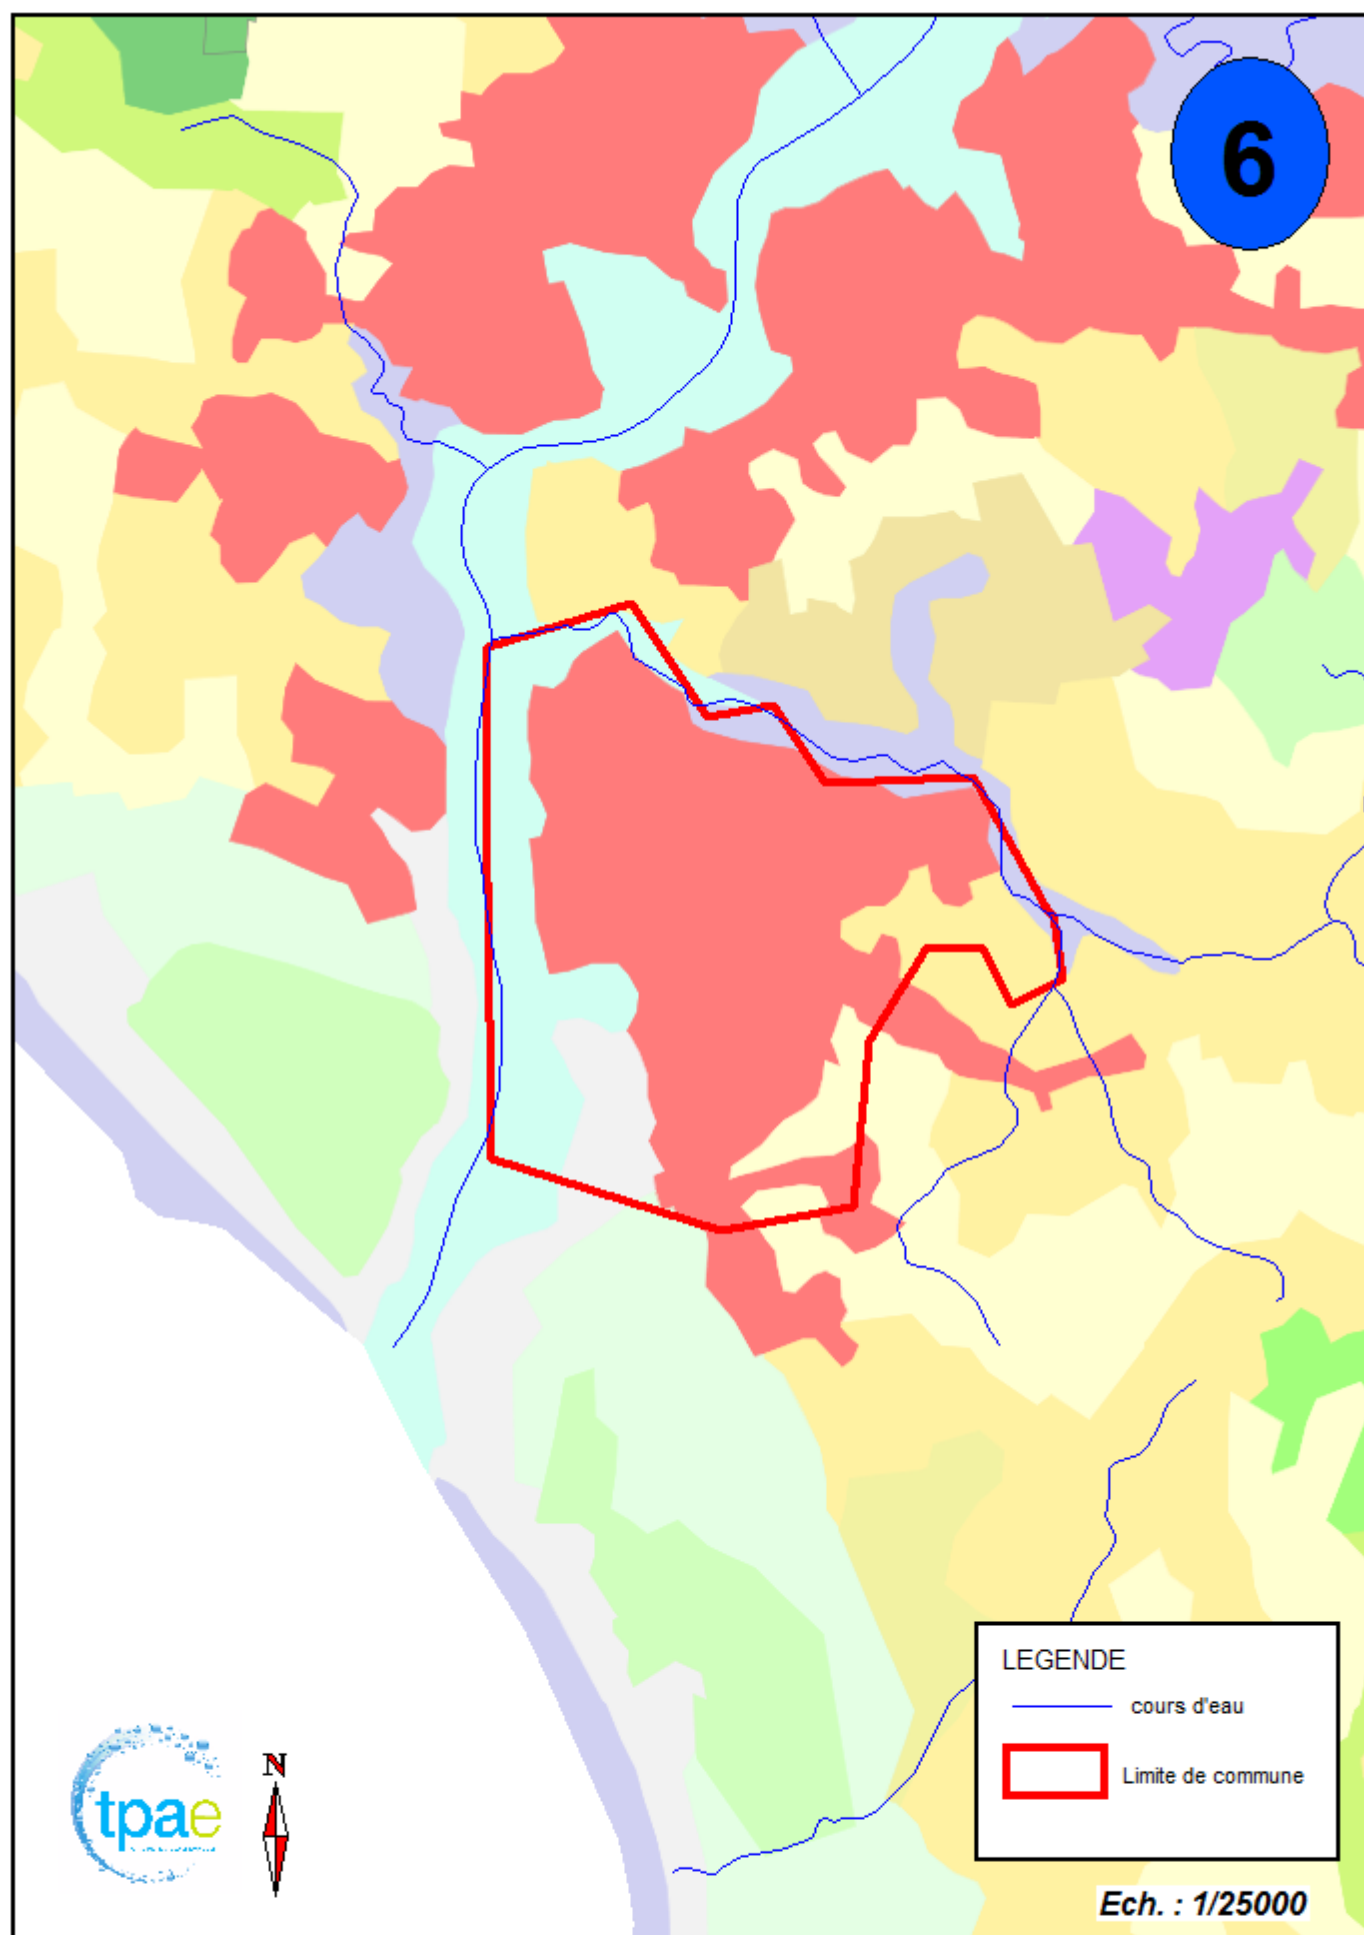 6
LEGENDE
cours d'eau
Limite de commune
N
tpae
Ech. : 1/25000